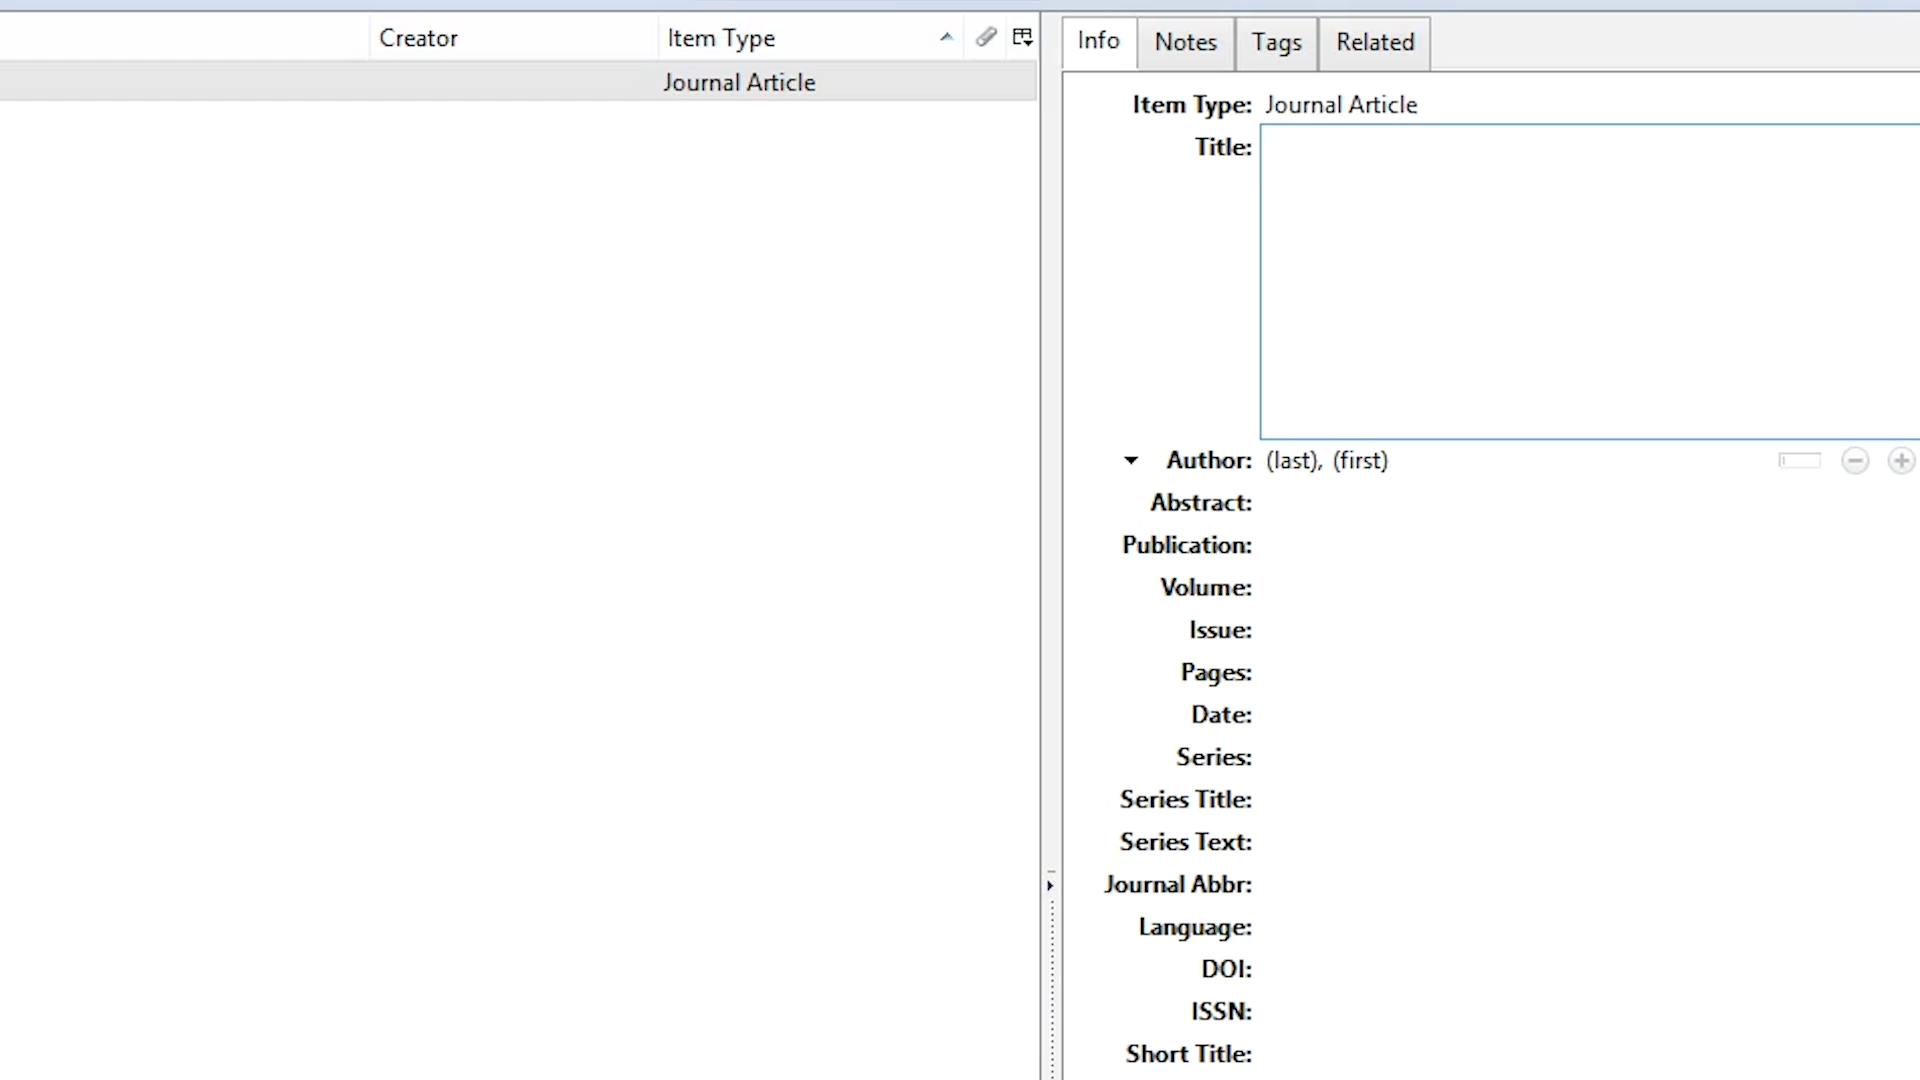 Creator Item Type
Journal Article
Info Notes Tags Related
Item Type: Journal Article
Title:
Author: (last), (first)
Abstract:
Publication:
Volume:
Issue:
Pages:
Date:
Series:
Series Title:
Series Text:
Journal Abbr:
Language:
DOI:
ISSN:
Short Title: